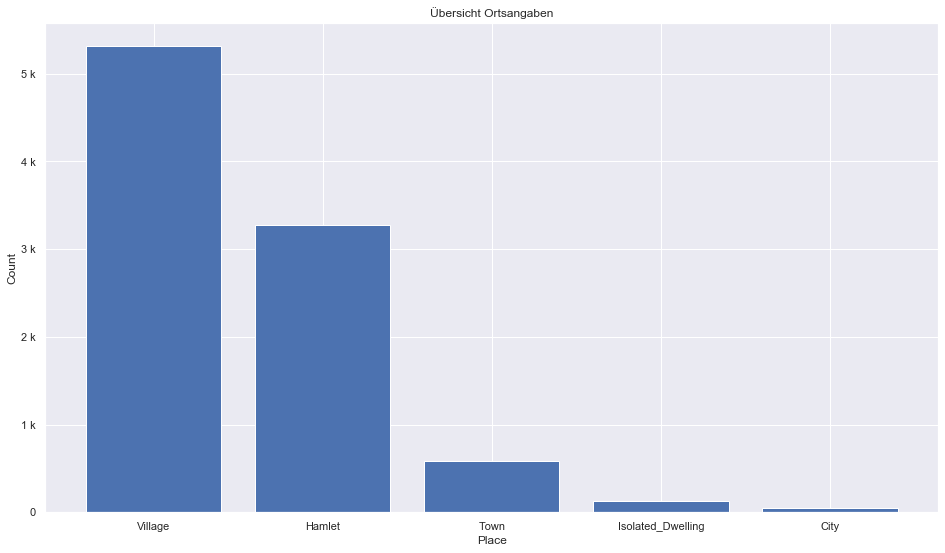 Übersicht Ortsangaben
5 k
4 k
3 k
2 k
1 k
0
Count
Village Hamlet Town Isolated_Dwelling City
Place